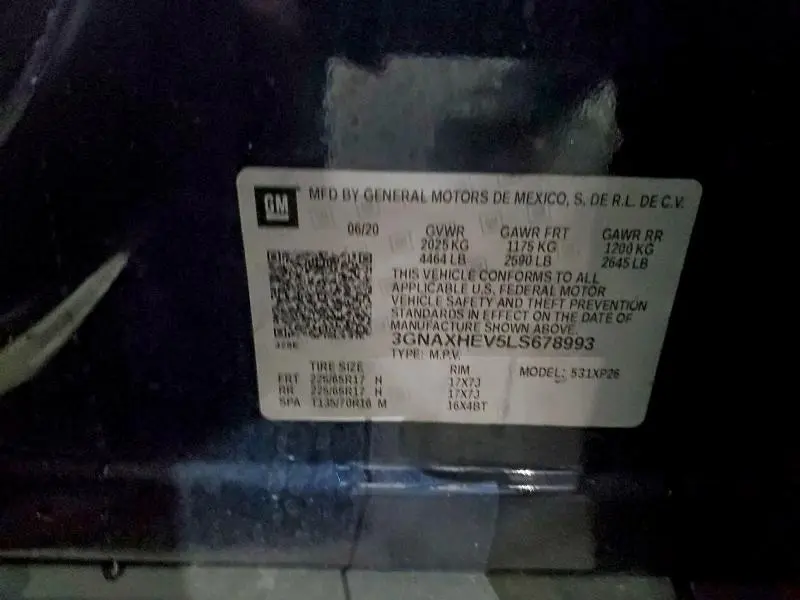 GM
MFD BY GENERAL MOTORS DE MEXICO, S. DE R.L. DE C.V.
06/20 GVWR GAWR FRT GAWR RR
2025 KG 1175 KG 1200 KG
4464 LB 2590 LB 2645 LB
THIS VEHICLE CONFORMS TO ALL
APPLICABLE U.S. FEDERAL MOTOR
VEHICLE SAFETY AND THEFT PREVENTION
STANDARDS IN EFFECT ON THE DATE OF
MANUFACTURE SHOWN ABOVE.
3GNAXHEV5LS678993
TYPE: M.P.V.
TIRE SIZE RIM MODEL: 531XP26
FRT 225/65R17 H 17X7J
RR 225/65R17 H 17X7J
SPA T135/70R16 M 16X4BT